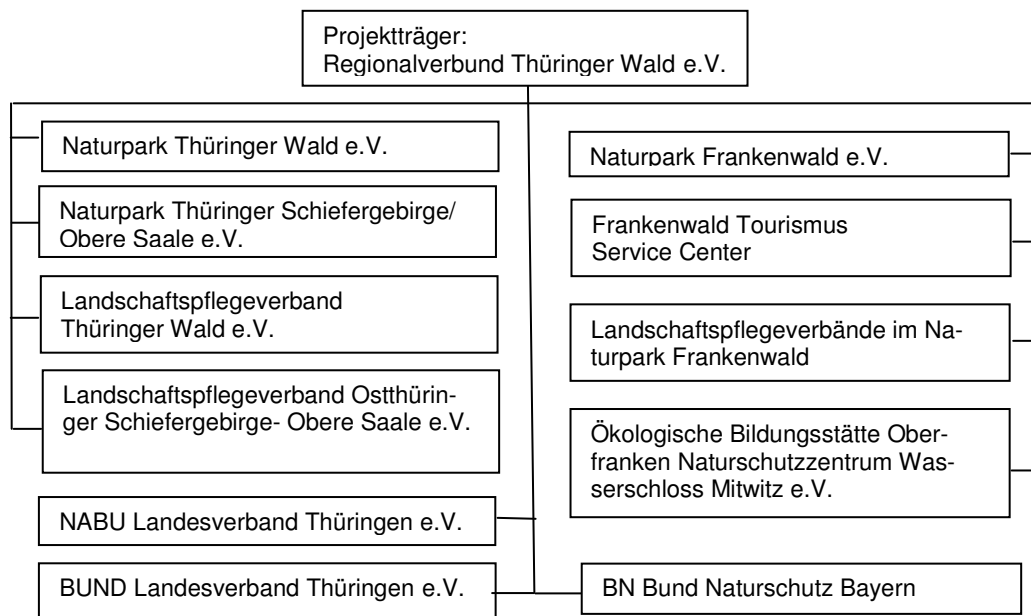 Projektträger:
Regionalverbund Thüringer Wald e.V.
Naturpark Thüringer Wald e.V.
Naturpark Thüringer Schiefergebirge/
Obere Saale e.V.
Landschaftspflegeverband
Thüringer Wald e.V.
Landschaftspflegeverband Ostthürin-
ger Schiefergebirge- Obere Saale e.V.
NABU Landesverband Thüringen e.V.
BUND Landesverband Thüringen e.V.
Naturpark Frankenwald e.V.
Frankenwald Tourismus
Service Center
Landschaftspflegeverbände im Na-
turpark Frankenwald
Ökologische Bildungsstätte Ober-
franken Naturschutzzentrum Was-
serschloss Mitwitz e.V.
BN Bund Naturschutz Bayern